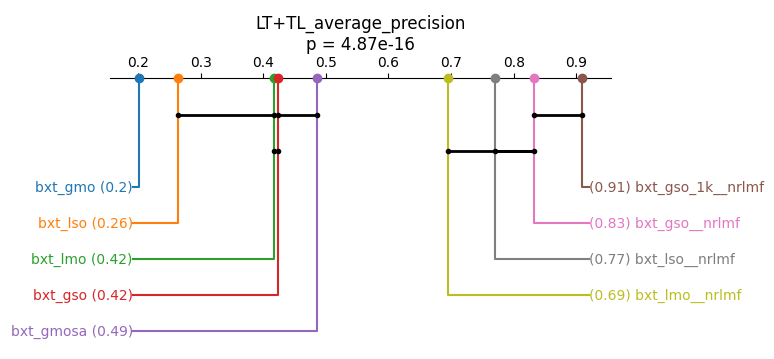 LT+TL_average_precision
p = 4.87e-16
0.2 0.3 0.4 0.5 0.6 0.7 0.8 0.9
bxt_gmo (0.2) (0.91) bxt_gso_1k__nrlmf
bxt_lso (0.26) (0.83) bxt_gso__nrlmf
bxt_lmo (0.42) (0.77) bxt_lso__nrlmf
bxt_gso (0.42) (0.69) bxt_lmo__nrlmf
bxt_gmosa (0.49)